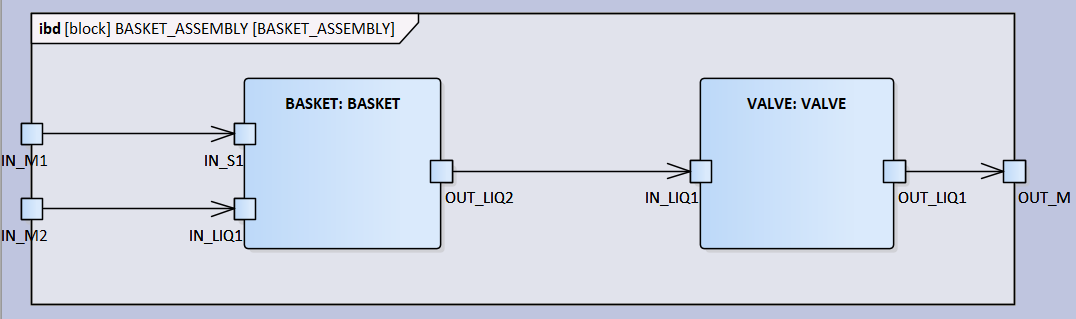 ibd [block] BASKET_ASSEMBLY [BASKET_ASSEMBLY]
BASKET: BASKET
VALVE: VALVE
IN_M1
IN_S1
OUT_LIQ2
IN_LIQ1
OUT_LIQ1
OUT_M
IN_M2
IN_LIQ1